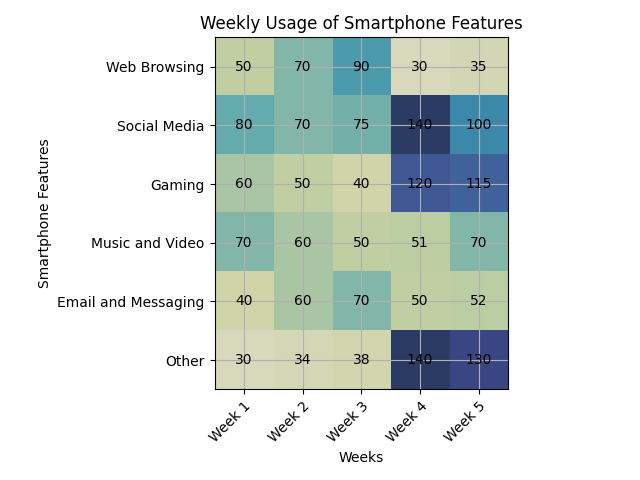 Weekly Usage of Smartphone Features
Smartphone Features
Web Browsing 50 70 90 30 35
Social Media 80 70 75 140 100
Gaming 60 50 40 120 115
Music and Video 70 60 50 51 70
Email and Messaging 40 60 70 50 52
Other 30 34 38 140 130
Week 1 Week 2 Week 3 Week 4 Week 5
Weeks